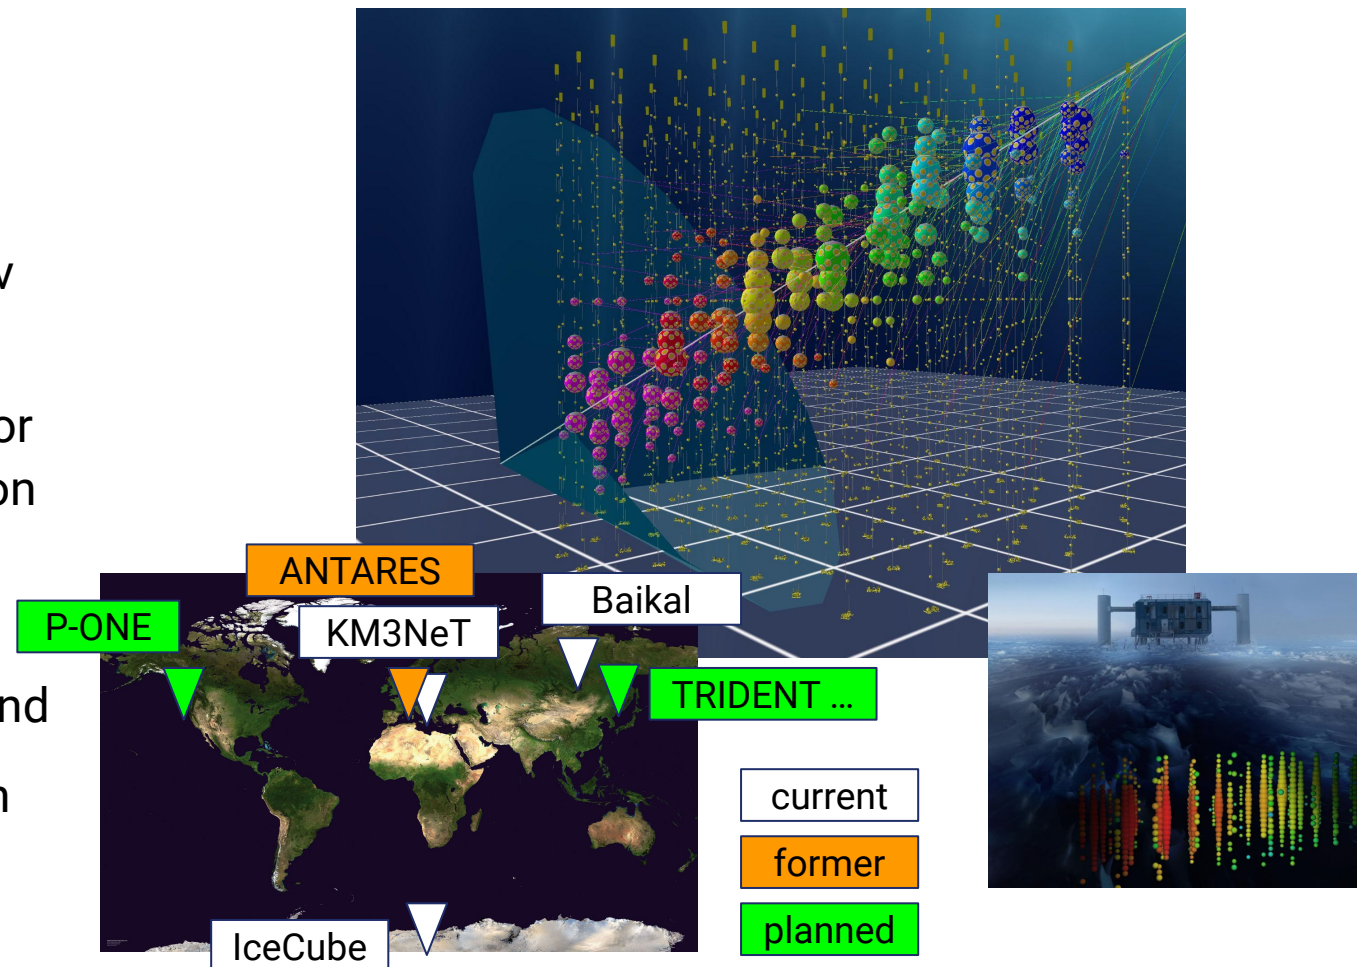 ANTARES
Baikal
P-ONE
KM3NeT
TRIDENT ...
current
former
IceCube
planned